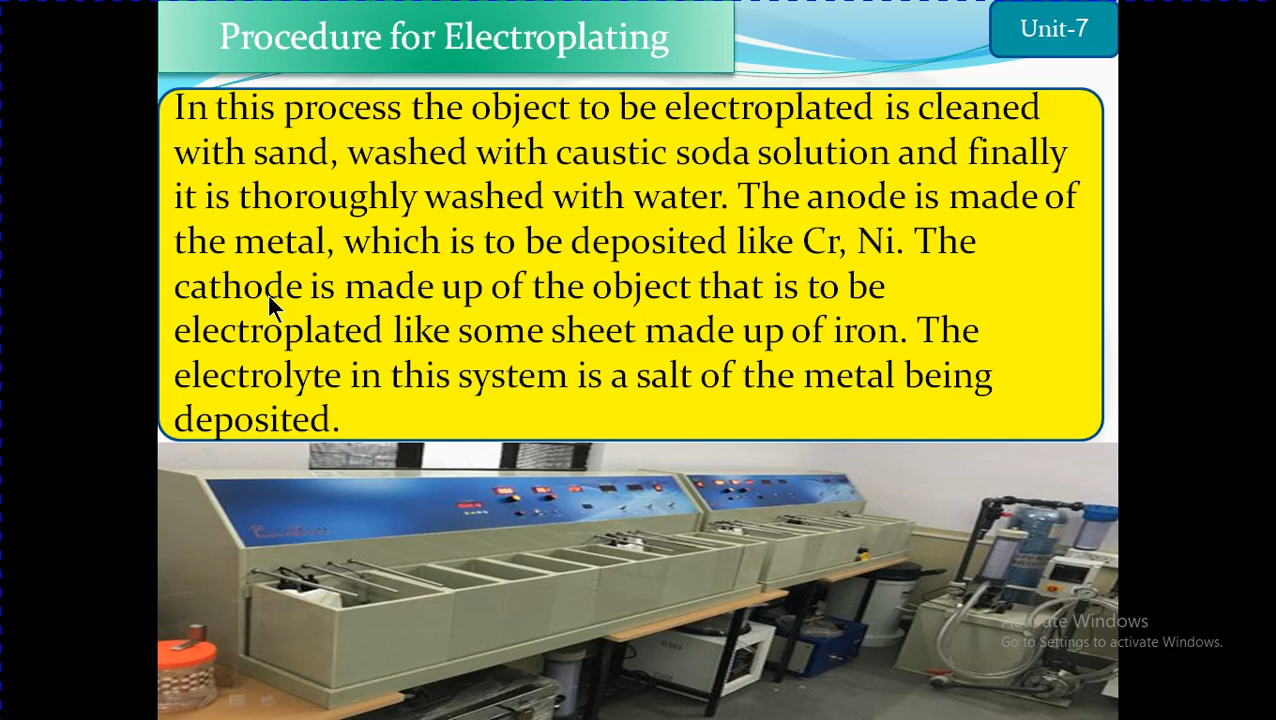 Procedure for Electroplating
Unit-7
In this process the object to be electroplated is cleaned
with sand, washed with caustic soda solution and finally
it is thoroughly washed with water. The anode is made of
the metal, which is to be deposited like Cr, Ni. The
cathode is made up of the object that is to be
electroplated like some sheet made up of iron. The
electrolyte in this system is a salt of the metal being
deposited.
Activate Windows
Go to Settings to activate Windows.